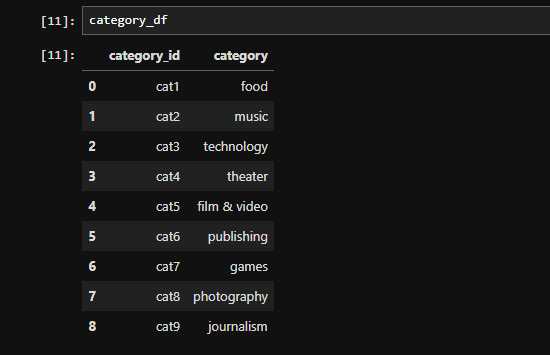 [11]: category_df
[11]: category_id category
0 cat1 food
1 cat2 music
2 cat3 technology
3 cat4 theater
4 cat5 film & video
5 cat6 publishing
6 cat7 games
7 cat8 photography
8 cat9 journalism